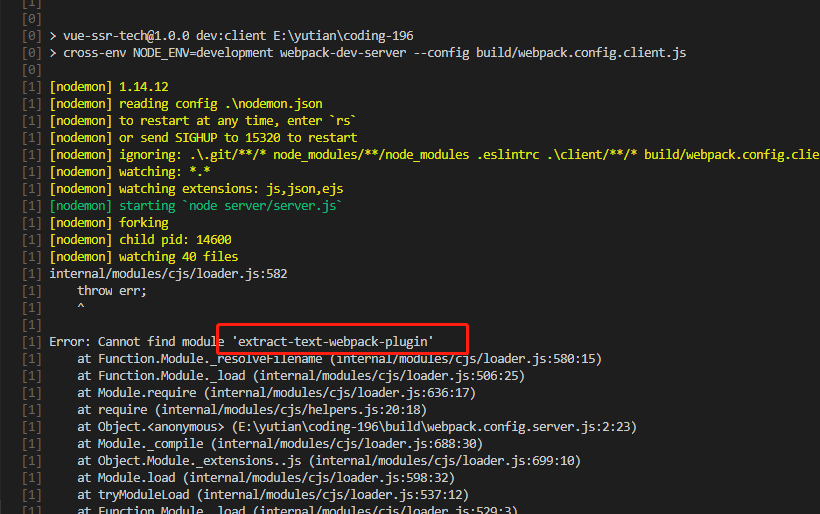 [1]
[0]
[0] > vue-ssr-tech@1.0.0 dev:client E:\yutian\coding-196
[0] > cross-env NODE_ENV=development webpack-dev-server --config build/webpack.config.client.js
[0]
[1] [nodemon] 1.14.12
[1] [nodemon] reading config .\nodemon.json
[1] [nodemon] to restart at any time, enter `rs`
[1] [nodemon] or send SIGHUP to 15320 to restart
[1] [nodemon] ignoring: .\.git/**/* node_modules/**/node_modules .eslintrc .\client/**/* build/webpack.config.clie
[1] [nodemon] watching: *.*
[1] [nodemon] watching extensions: js,json,ejs
[1] [nodemon] starting `node server/server.js`
[1] [nodemon] forking
[1] [nodemon] child pid: 14600
[1] [nodemon] watching 40 files
[1] internal/modules/cjs/loader.js:582
[1]     throw err;
[1]     ^
[1]
[1] Error: Cannot find module 'extract-text-webpack-plugin'
[1]     at Function.Module._resolveFilename (internal/modules/cjs/loader.js:580:15)
[1]     at Function.Module._load (internal/modules/cjs/loader.js:506:25)
[1]     at Module.require (internal/modules/cjs/loader.js:636:17)
[1]     at require (internal/modules/cjs/helpers.js:20:18)
[1]     at Object.<anonymous> (E:\yutian\coding-196\build\webpack.config.server.js:2:23)
[1]     at Module._compile (internal/modules/cjs/loader.js:688:30)
[1]     at Object.Module._extensions..js (internal/modules/cjs/loader.js:699:10)
[1]     at Module.load (internal/modules/cjs/loader.js:598:32)
[1]     at tryModuleLoad (internal/modules/cjs/loader.js:537:12)
[1]     at Function.Module._load (internal/modules/cjs/loader.js:529:3)